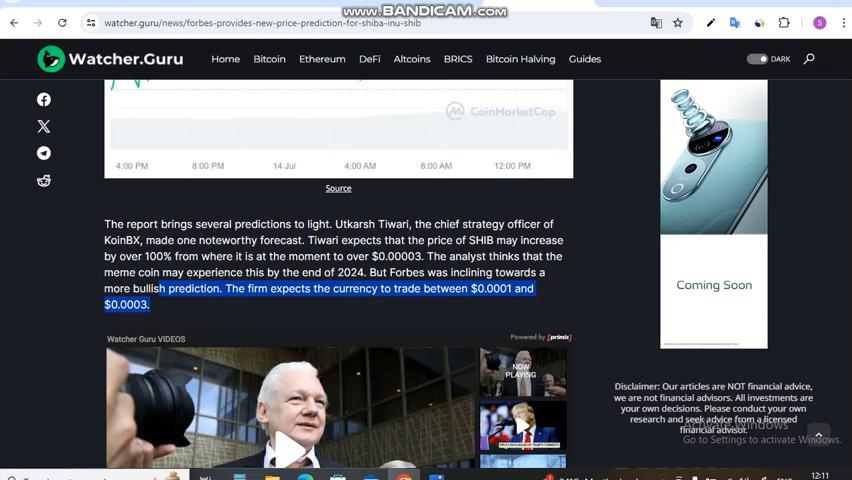 www.BANDICAM.com
watcher.guru/news/forbes-provides-new-price-prediction-for-shiba-inu-shib
S
Watcher.Guru
Home Bitcoin Ethereum DeFi Altcoins BRICS Bitcoin Halving Guides
DARK
CoinMarketCap
4:00 PM 8:00 PM 14 Jul 4:00 AM 8:00 AM 12:00 PM
Source
The report brings several predictions to light. Utkarsh Tiwari, the chief strategy officer of
KoinBX, made one noteworthy forecast. Tiwari expects that the price of SHIB may increase
by over 100% from where it is at the moment to over $0.00003. The analyst thinks that the
meme coin may experience this by the end of 2024. But Forbes was inclining towards a
more bullish prediction. The firm expects the currency to trade between $0.0001 and
$0.0003.
Watcher Guru VIDEOS
Powered by primis
NOW
PLAYING
Coming Soon
Disclaimer: Our articles are NOT financial advice,
we are not financial advisors. All investments are
your own decisions. Please conduct your own
research and seek advice from a licensed
financial advisor.
Activate Windows
Go to Settings to activate Windows.
12:11